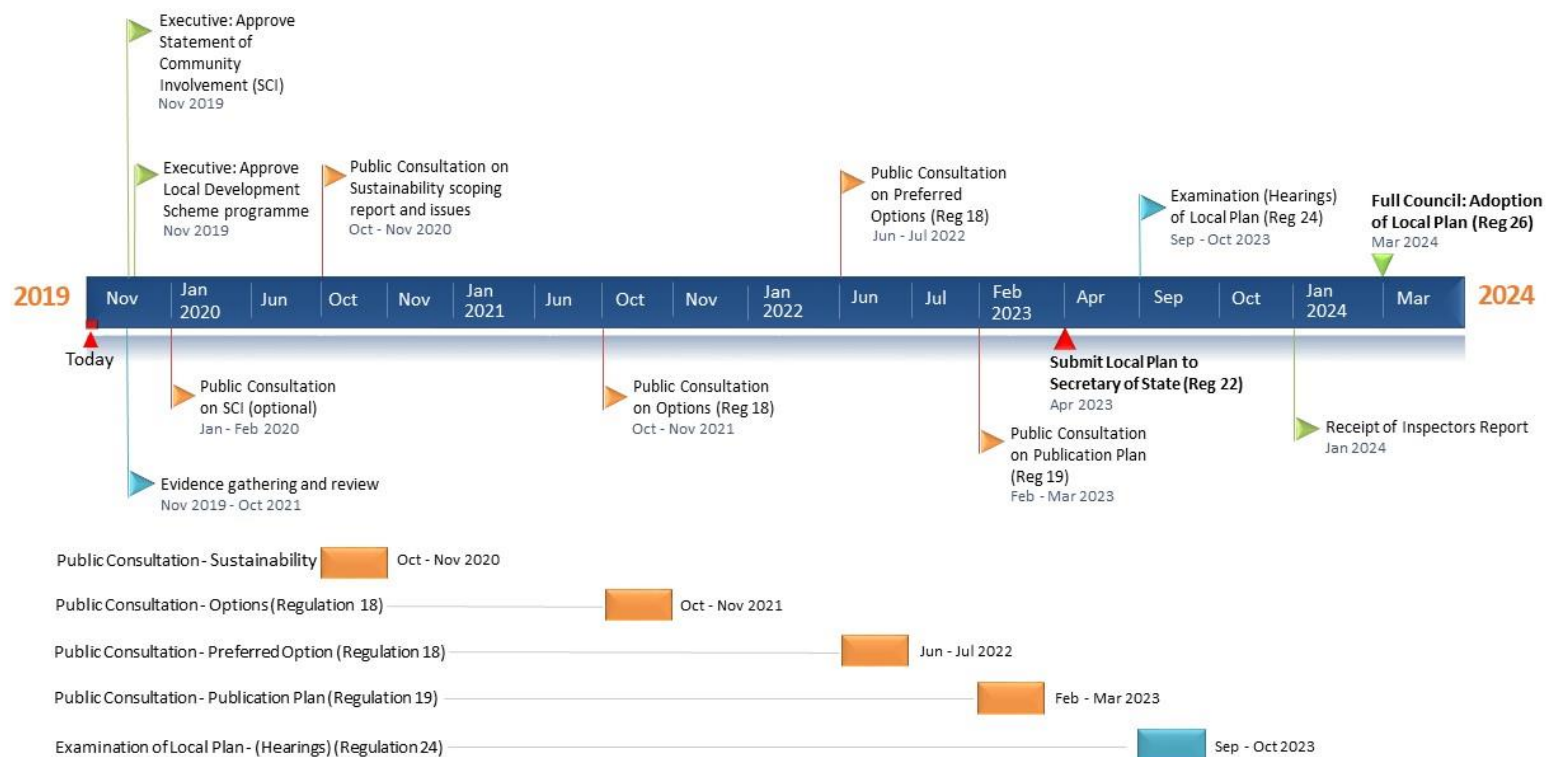 Executive: Approve
Statement of
Community
Involvement (SCI)
Nov 2019
Executive: Approve
Local Development
Scheme programme
Nov 2019
Public Consultation on
Sustainability scoping
report and issues
Oct - Nov 2020
Public Consultation
on Preferred
Options (Reg 18)
Jun - Jul 2022
Examination (Hearings)
of Local Plan (Reg 24)
Sep - Oct 2023
Full Council: Adoption
of Local Plan (Reg 26)
Mar 2024
2019
Nov
Jan
2020
Jun
Oct
Nov
Jan
2021
Jun
Oct
Nov
Jan
2022
Jun
Jul
Feb
2023
Apr
Sep
Oct
Jan
2024
Mar
2024
Today
Public Consultation
on SCI (optional)
Jan - Feb 2020
Evidence gathering and review
Nov 2019 - Oct 2021
Public Consultation
on Options (Reg 18)
Oct - Nov 2021
Submit Local Plan to
Secretary of State (Reg 22)
Apr 2023
Public Consultation
on Publication Plan
(Reg 19)
Feb - Mar 2023
Receipt of Inspectors Report
Jan 2024
Public Consultation - Sustainability
Oct - Nov 2020
Public Consultation - Options (Regulation 18)
Oct - Nov 2021
Public Consultation - Preferred Option (Regulation 18)
Jun - Jul 2022
Public Consultation - Publication Plan (Regulation 19)
Feb - Mar 2023
Examination of Local Plan - (Hearings) (Regulation 24)
Sep - Oct 2023